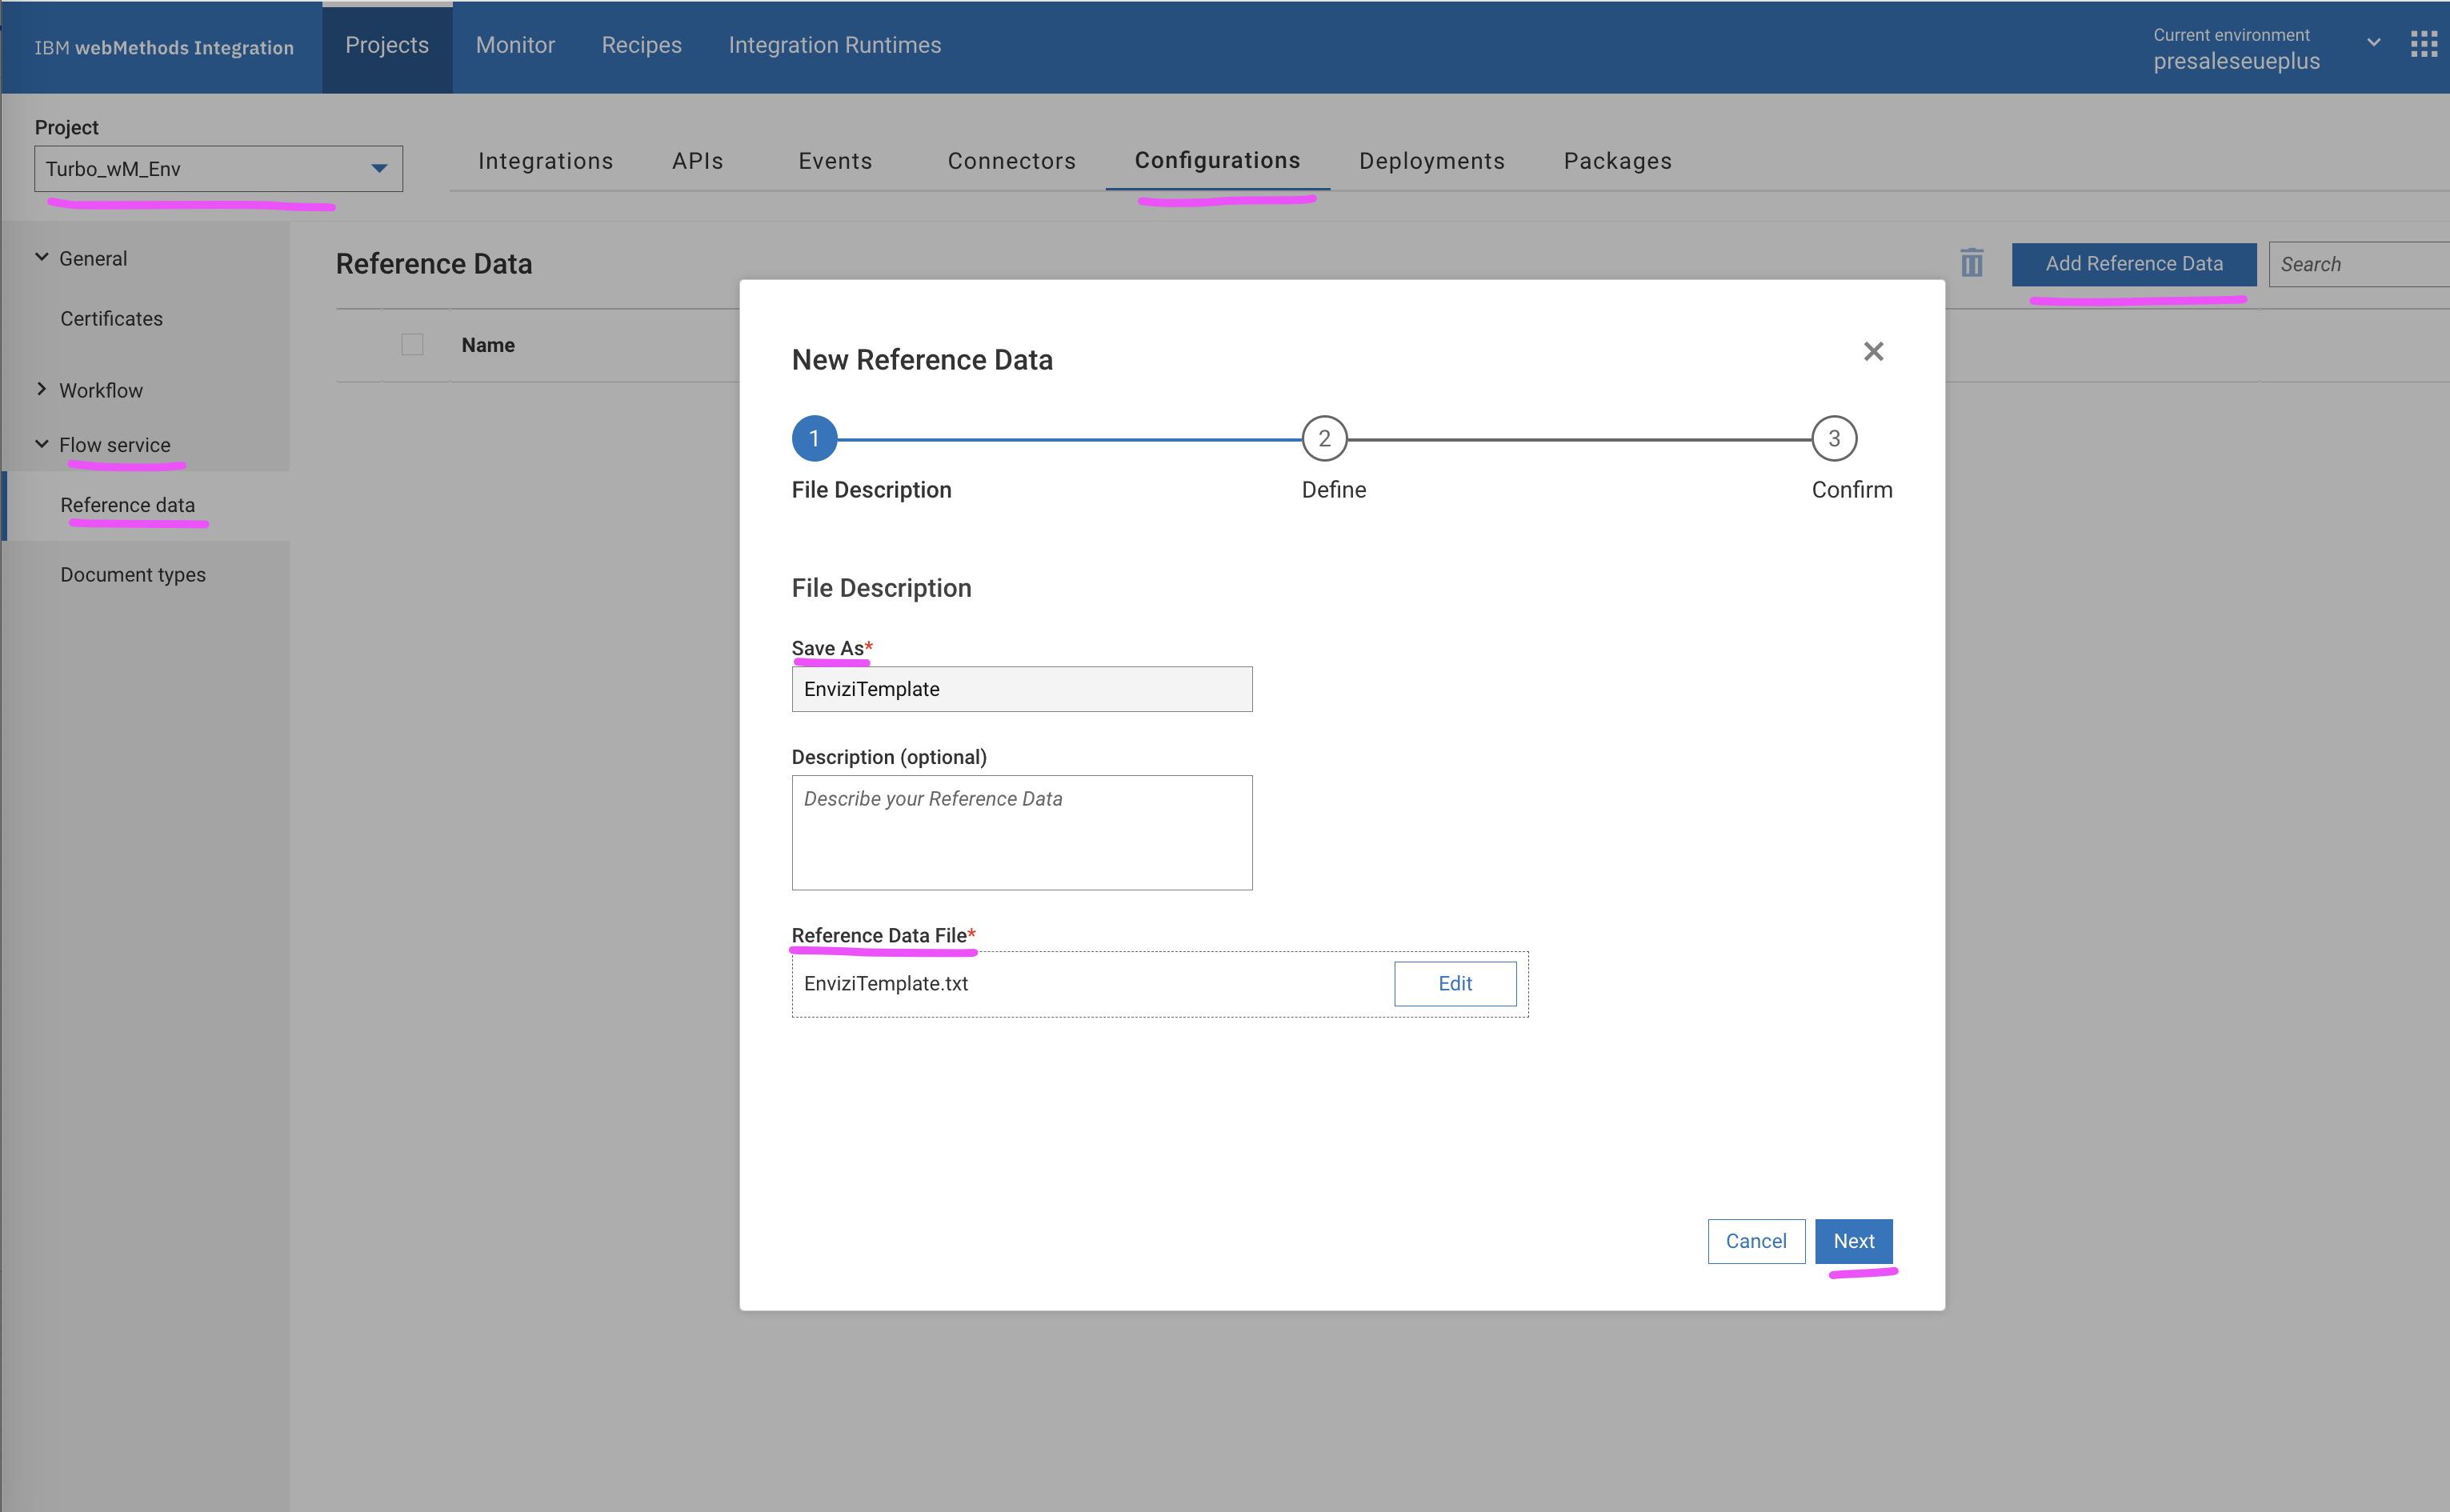 IBM webMethods Integration
Projects
Monitor
Recipes
Integration Runtimes
Current environment
presaleseueplus
Project
Turbo_wM_Env
Integrations
APIs
Events
Connectors
Configurations
Deployments
Packages
General
Certificates
Workflow
Flow service
Reference data
Document types
Reference Data
Add Reference Data
Search
Name
New Reference Data
1
2
3
File Description
Define
Confirm
File Description
Save As*
EnviziTemplate
Description (optional)
Describe your Reference Data
Reference Data File*
EnviziTemplate.txt
Edit
Cancel
Next